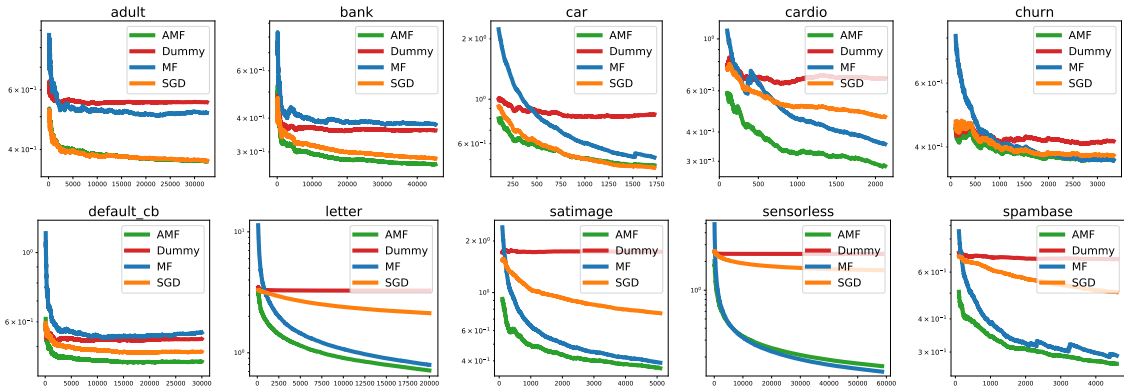 adult
bank
car
cardio
churn
AMF
Dummy
MF
SGD
6 × 10⁻¹
4 × 10⁻¹
0 5000 10000 15000 20000 25000 30000
AMF
Dummy
MF
SGD
6 × 10⁻¹
4 × 10⁻¹
3 × 10⁻¹
0 10000 20000 30000 40000
AMF
Dummy
MF
SGD
2 × 10⁰
10⁰
6 × 10⁻¹
250 500 750 1000 1250 1500 1750
AMF
Dummy
MF
SGD
10⁰
6 × 10⁻¹
4 × 10⁻¹
3 × 10⁻¹
0 500 1000 1500 2000
AMF
Dummy
MF
SGD
6 × 10⁻¹
4 × 10⁻¹
0 500 1000 1500 2000 2500 3000
default_cb
letter
satimage
sensorless
spambase
AMF
Dummy
MF
SGD
10⁰
6 × 10⁻¹
0 5000 10000 15000 20000 25000 30000
AMF
Dummy
MF
SGD
10¹
10⁰
0 2500 5000 7500 10000 12500 15000 17500 20000
AMF
Dummy
MF
SGD
2 × 10⁰
10⁰
6 × 10⁻¹
4 × 10⁻¹
0 1000 2000 3000 4000 5000
AMF
Dummy
MF
SGD
10⁰
0 10000 20000 30000 40000 50000 60000
AMF
Dummy
MF
SGD
6 × 10⁻¹
4 × 10⁻¹
3 × 10⁻¹
0 1000 2000 3000 4000